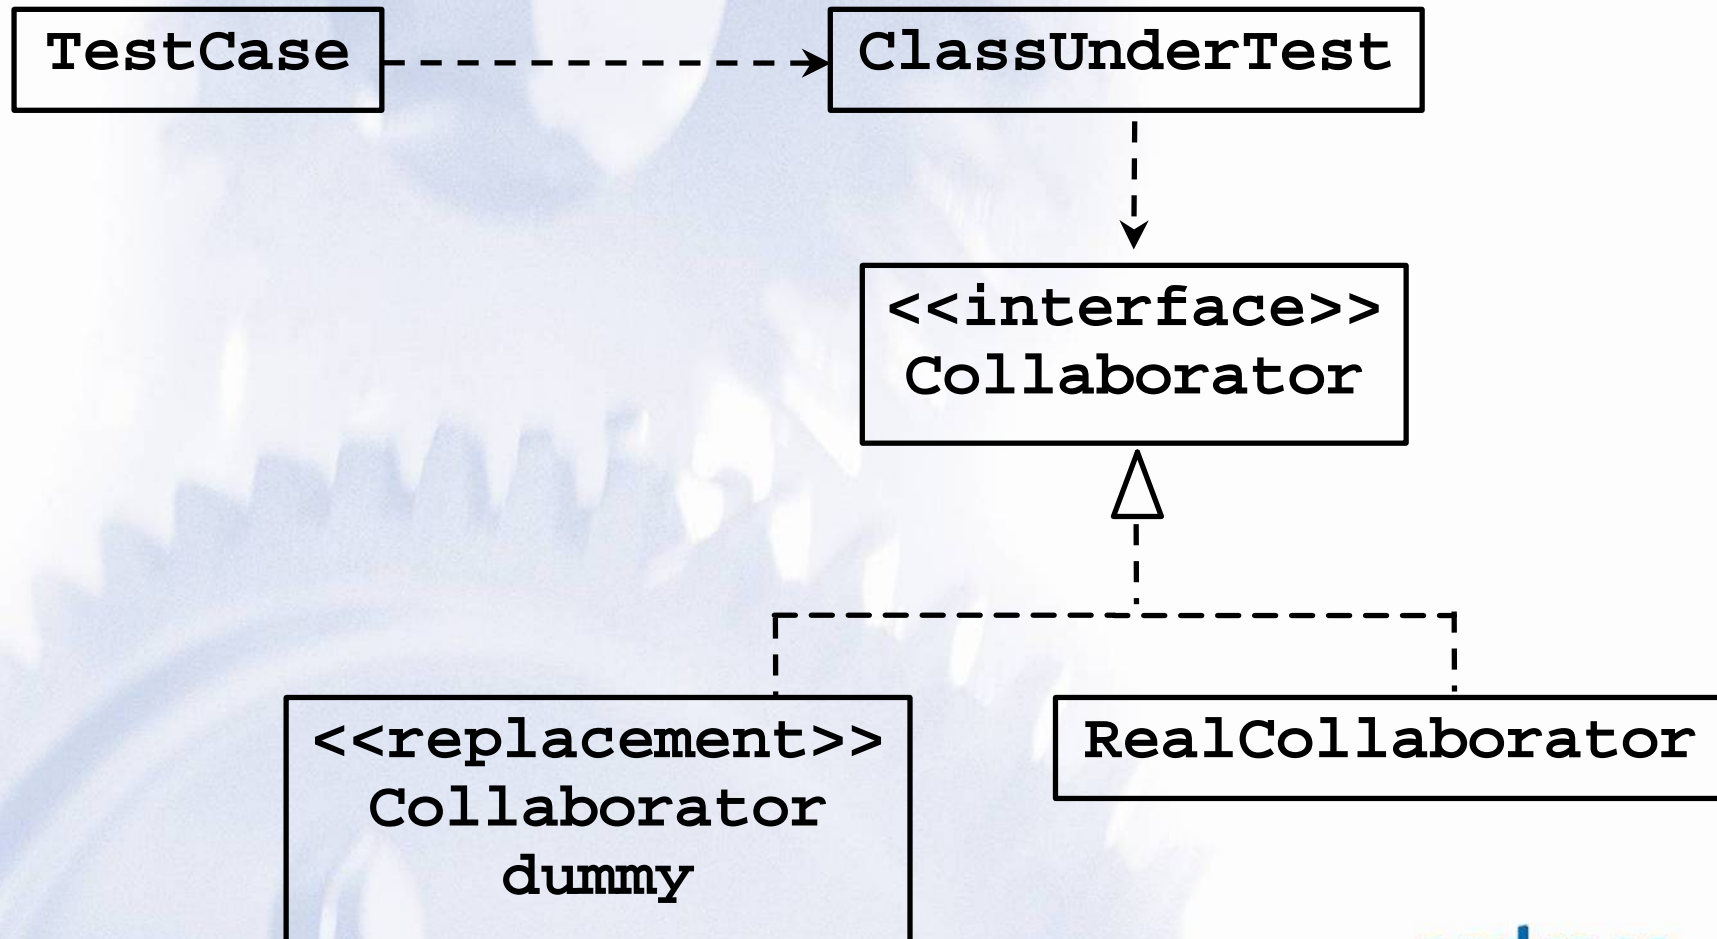 TestCase
ClassUnderTest
<<interface>>
Collaborator
<<replacement>>
Collaborator
dummy
RealCollaborator